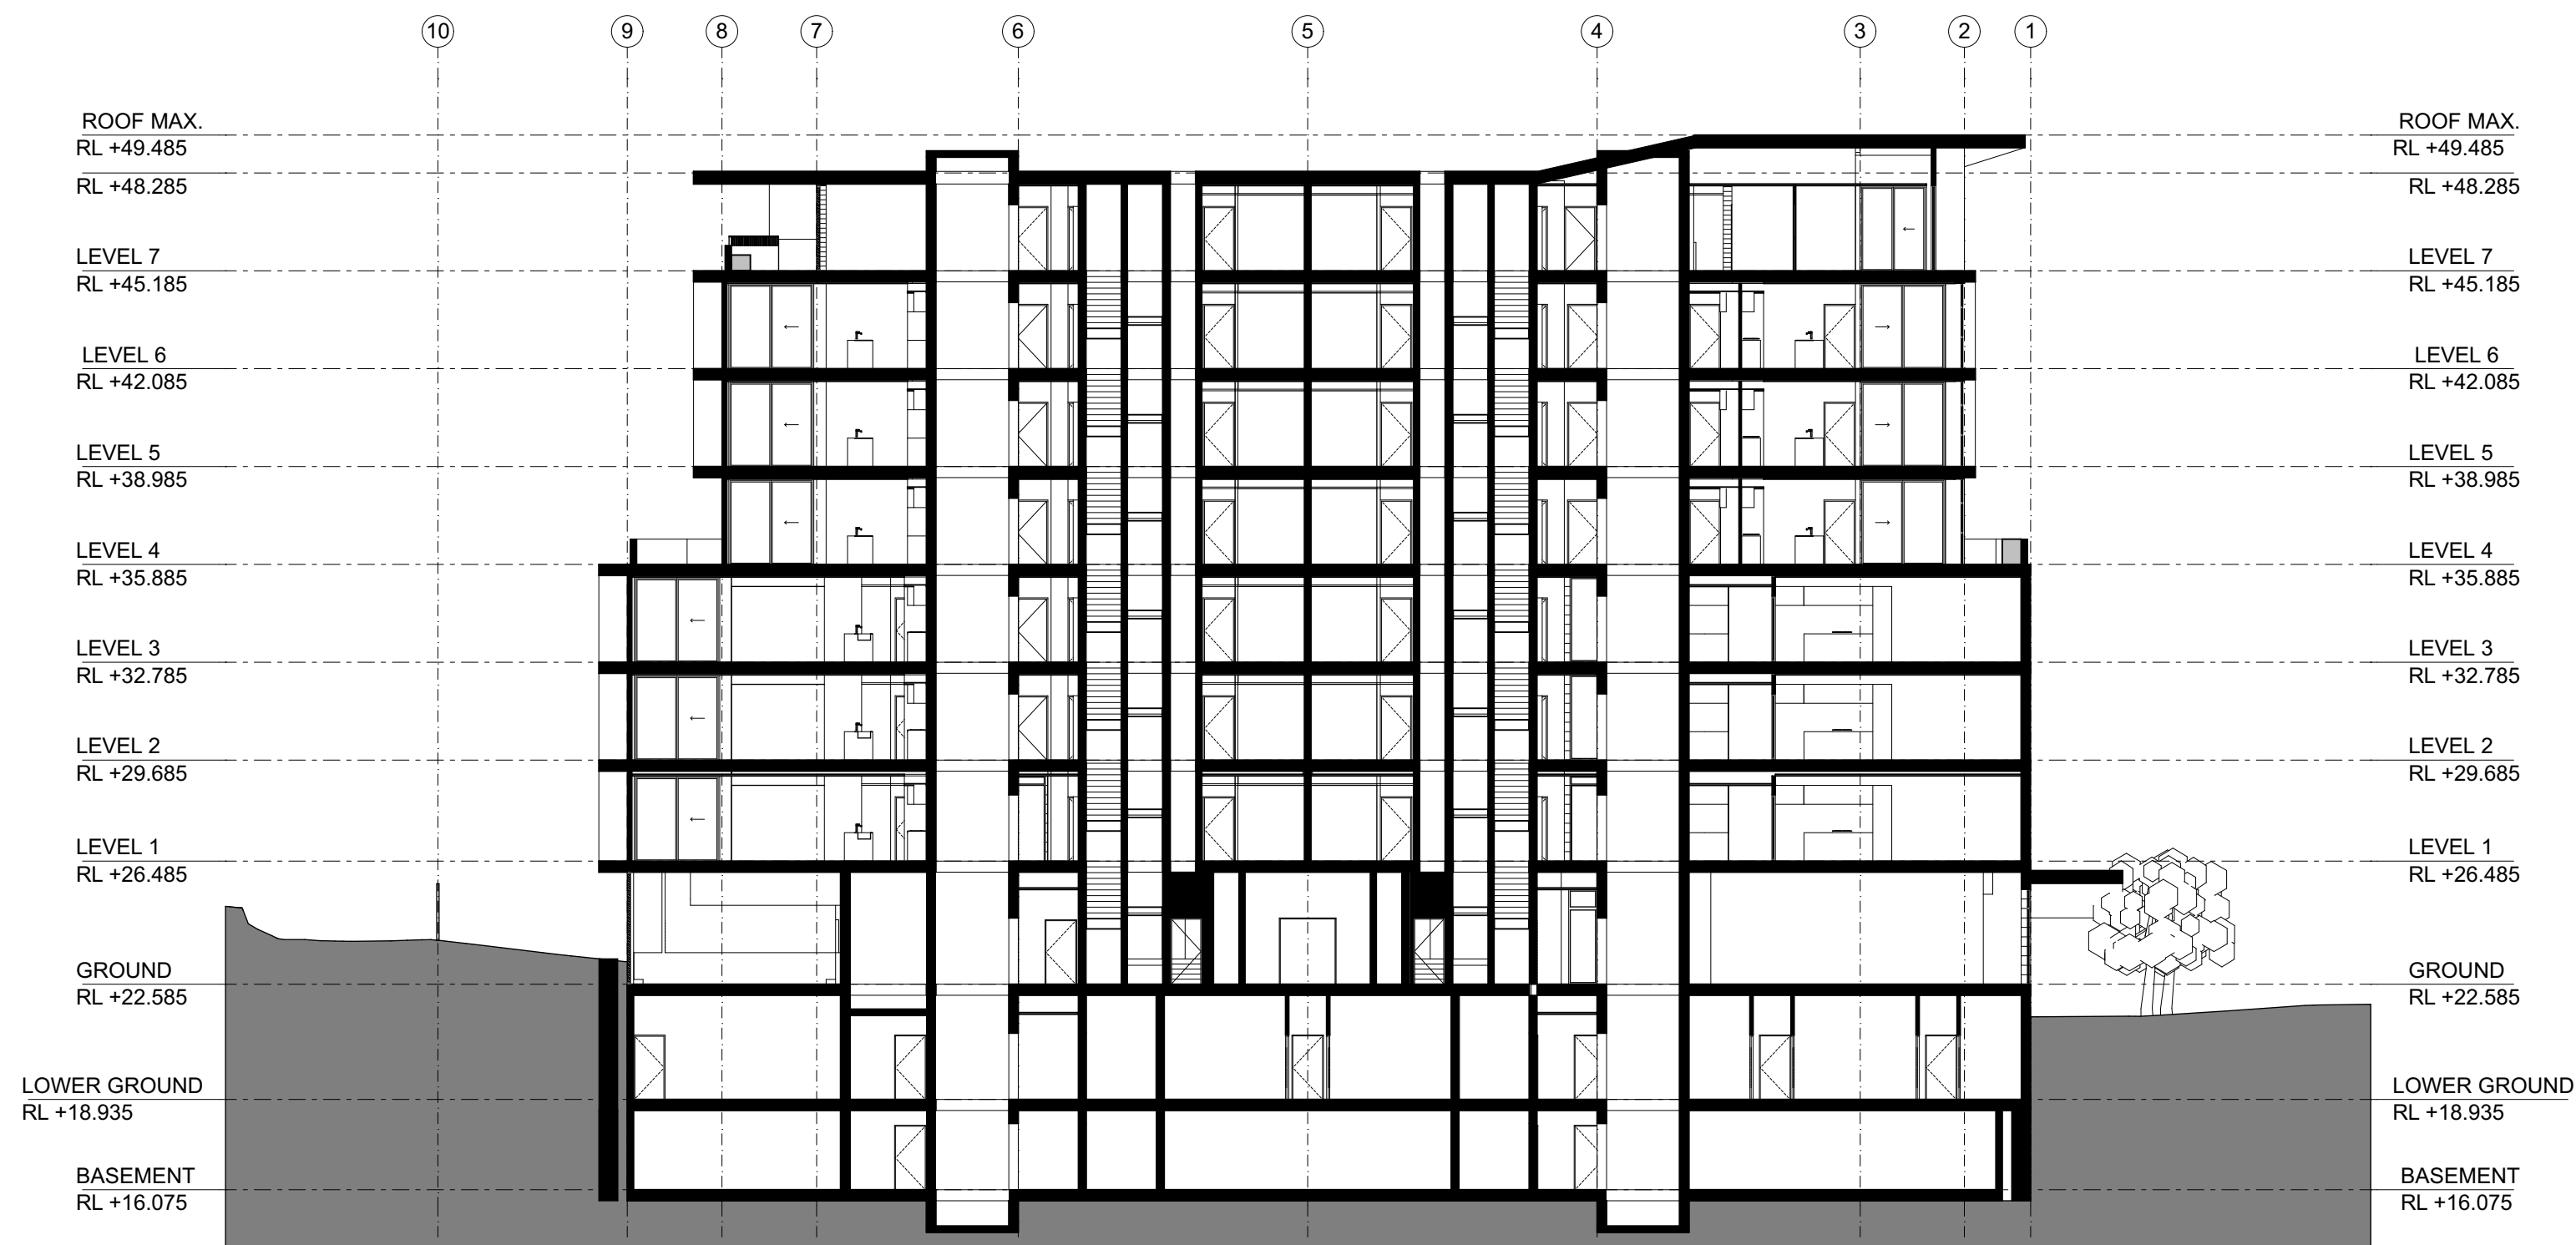 10 9 8 7 6 5 4 3 2 1
ROOF MAX.
RL +49.485
RL +48.285
LEVEL 7
RL +45.185
LEVEL 6
RL +42.085
LEVEL 5
RL +38.985
LEVEL 4
RL +35.885
LEVEL 3
RL +32.785
LEVEL 2
RL +29.685
LEVEL 1
RL +26.485
GROUND
RL +22.585
LOWER GROUND
RL +18.935
BASEMENT
RL +16.075
ROOF MAX.
RL +49.485
RL +48.285
LEVEL 7
RL +45.185
LEVEL 6
RL +42.085
LEVEL 5
RL +38.985
LEVEL 4
RL +35.885
LEVEL 3
RL +32.785
LEVEL 2
RL +29.685
LEVEL 1
RL +26.485
GROUND
RL +22.585
LOWER GROUND
RL +18.935
BASEMENT
RL +16.075